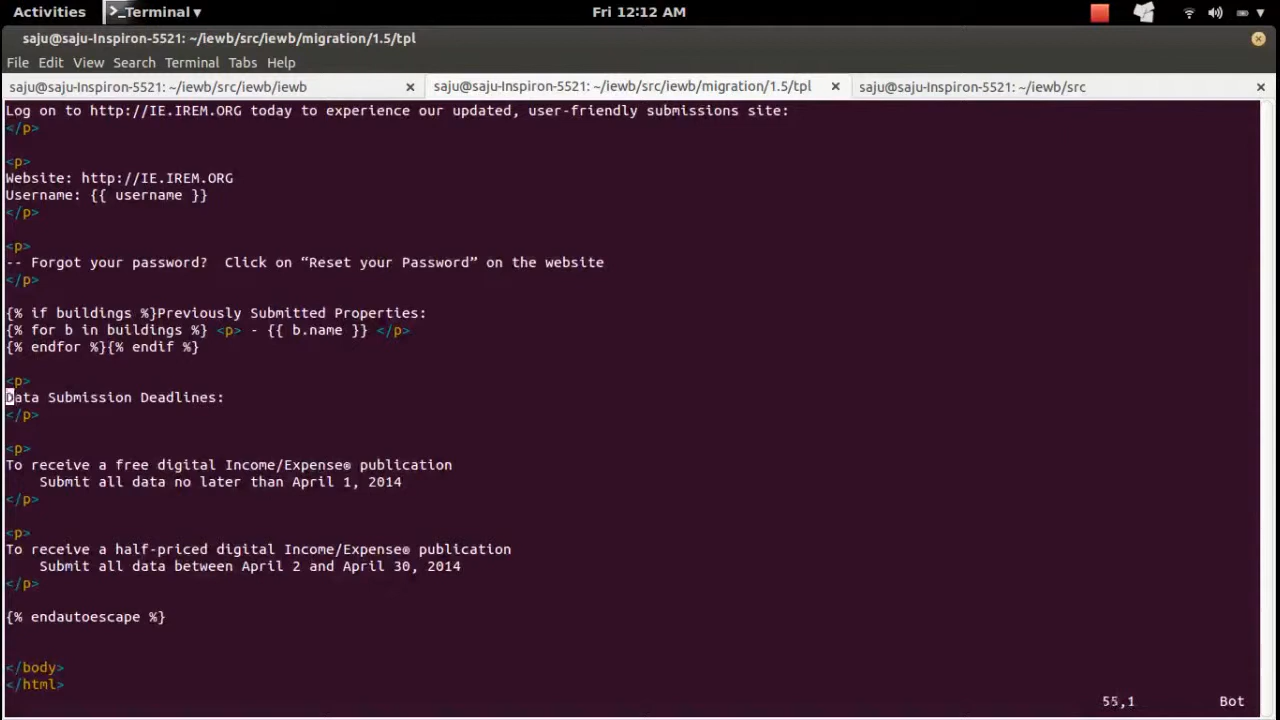 Activities Terminal Fri 12:12 AM
saju@saju-Inspiron-5521: ~/iewb/src/iewb/migration/1.5/tpl
File Edit View Search Terminal Tabs Help
saju@saju-Inspiron-5521: ~/iewb/src/iewb/iewb saju@saju-Inspiron-5521: ~/iewb/src/iewb/migration/1.5/tpl saju@saju-Inspiron-5521: ~/iewb/src
Log on to http://IE.IREM.ORG today to experience our updated, user-friendly submissions site:
</p>
<p>
Website: http://IE.IREM.ORG
Username: {{ username }}
</p>
<p>
-- Forgot your password?  Click on “Reset your Password” on the website
</p>
{% if buildings %}Previously Submitted Properties:
{% for b in buildings %} <p> - {{ b.name }} </p>
{% endfor %}{% endif %}
<p>
Data Submission Deadlines:
</p>
<p>
To receive a free digital Income/Expense® publication
Submit all data no later than April 1, 2014
</p>
<p>
To receive a half-priced digital Income/Expense® publication
Submit all data between April 2 and April 30, 2014
</p>
{% endautoescape %}
</body>
</html>
55,1 Bot